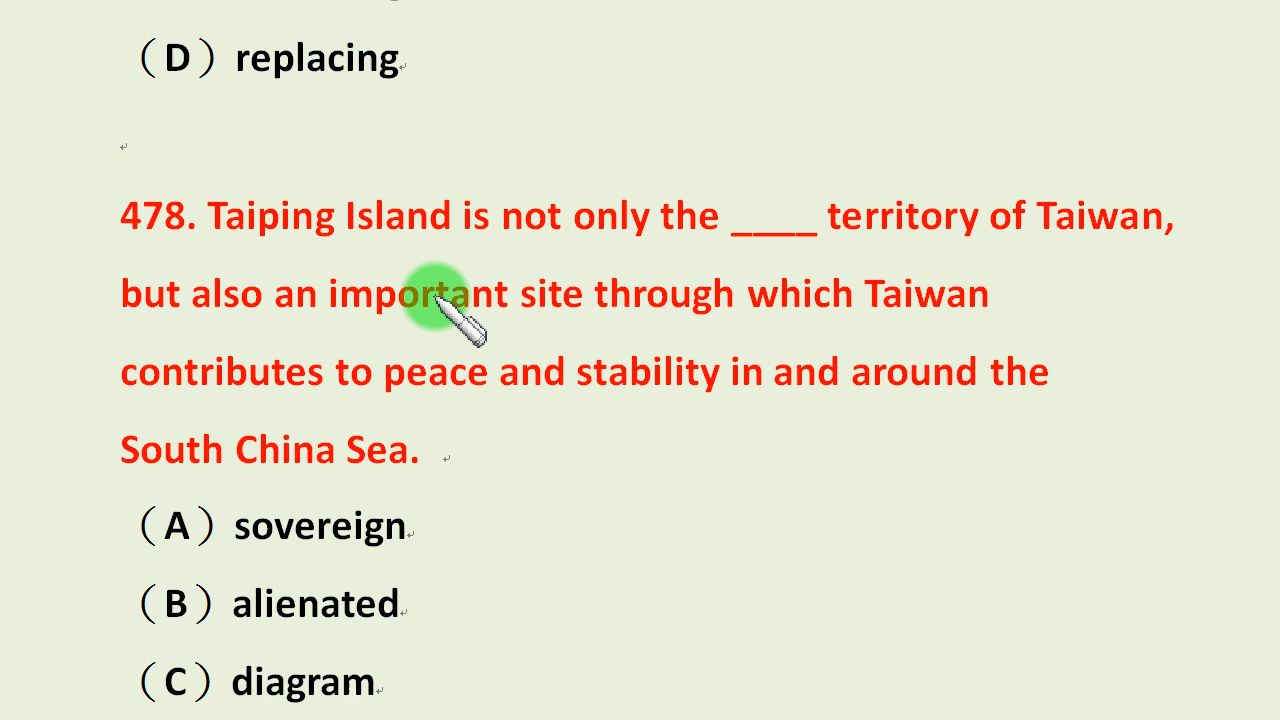 （D）replacing
478. Taiping Island is not only the ____ territory of Taiwan,
but also an important site through which Taiwan
contributes to peace and stability in and around the
South China Sea.
（A）sovereign
（B）alienated
（C）diagram